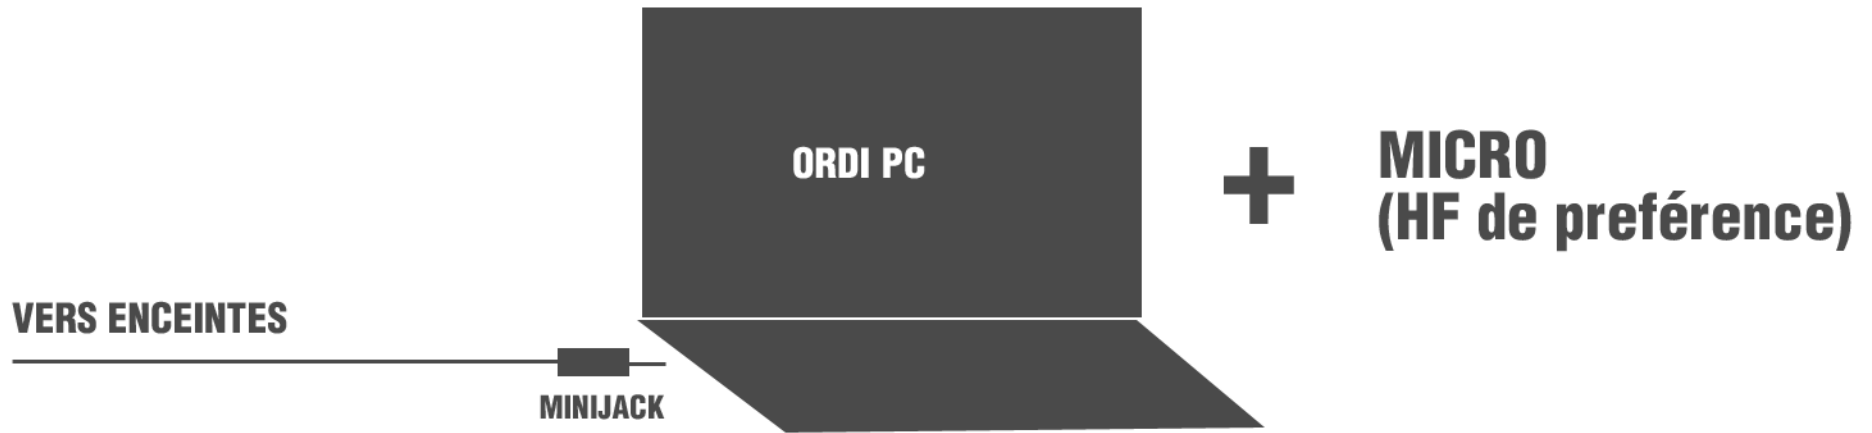 ORDI PC
MICRO
(HF de preférence)
VERS ENCEINTES
MINIJACK